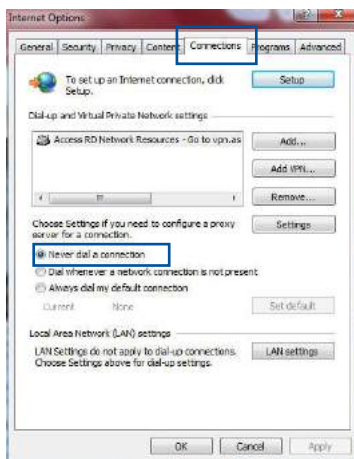 Internet Options
General Security Privacy Content Connections Programs Advanced
To set up an Internet connection, click
Setup.
Setup
Dial-up and Virtual Private Network settings
Access RD Network Resources - Go to vpn.as
Add...
Add VPN...
Remove...
Choose Settings if you need to configure a proxy
server for a connection.
Settings
Never dial a connection
Dial whenever a network connection is not present
Always dial my default connection
Current None
Set default
Local Area Network (LAN) settings
LAN Settings do not apply to dial-up connections.
Choose Settings above for dial-up settings.
LAN settings
OK Cancel Apply